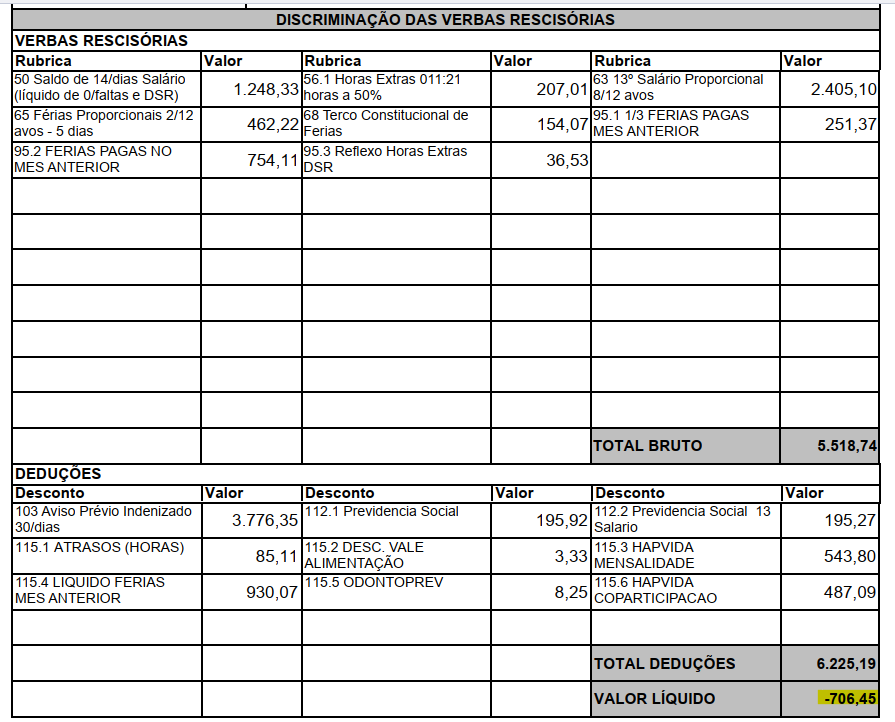 DISCRIMINAÇÃO DAS VERBAS RESCISÓRIAS
VERBAS RESCISÓRIAS
Rubrica Valor Rubrica Valor Rubrica Valor
50 Saldo de 14/dias Salário
(líquido de 0/faltas e DSR)
1.248,33
56.1 Horas Extras 011:21
horas a 50%
207,01
63 13º Salário Proporcional
8/12 avos
2.405,10
65 Férias Proporcionais 2/12
avos - 5 dias
462,22
68 Terco Constitucional de
Ferias
154,07
95.1 1/3 FERIAS PAGAS
MES ANTERIOR
251,37
95.2 FERIAS PAGAS NO
MES ANTERIOR
754,11
95.3 Reflexo Horas Extras
DSR
36,53
TOTAL BRUTO 5.518,74
DEDUÇÕES
Desconto Valor Desconto Valor Desconto Valor
103 Aviso Prévio Indenizado
30/dias
3.776,35
112.1 Previdencia Social
195,92
112.2 Previdencia Social 13
Salario
195,27
115.1 ATRASOS (HORAS)
85,11
115.2 DESC. VALE
ALIMENTAÇÃO
3,33
115.3 HAPVIDA
MENSALIDADE
543,80
115.4 LIQUIDO FERIAS
MES ANTERIOR
930,07
115.5 ODONTOPREV
8,25
115.6 HAPVIDA
COPARTICIPACAO
487,09
TOTAL DEDUÇÕES 6.225,19
VALOR LÍQUIDO -706,45